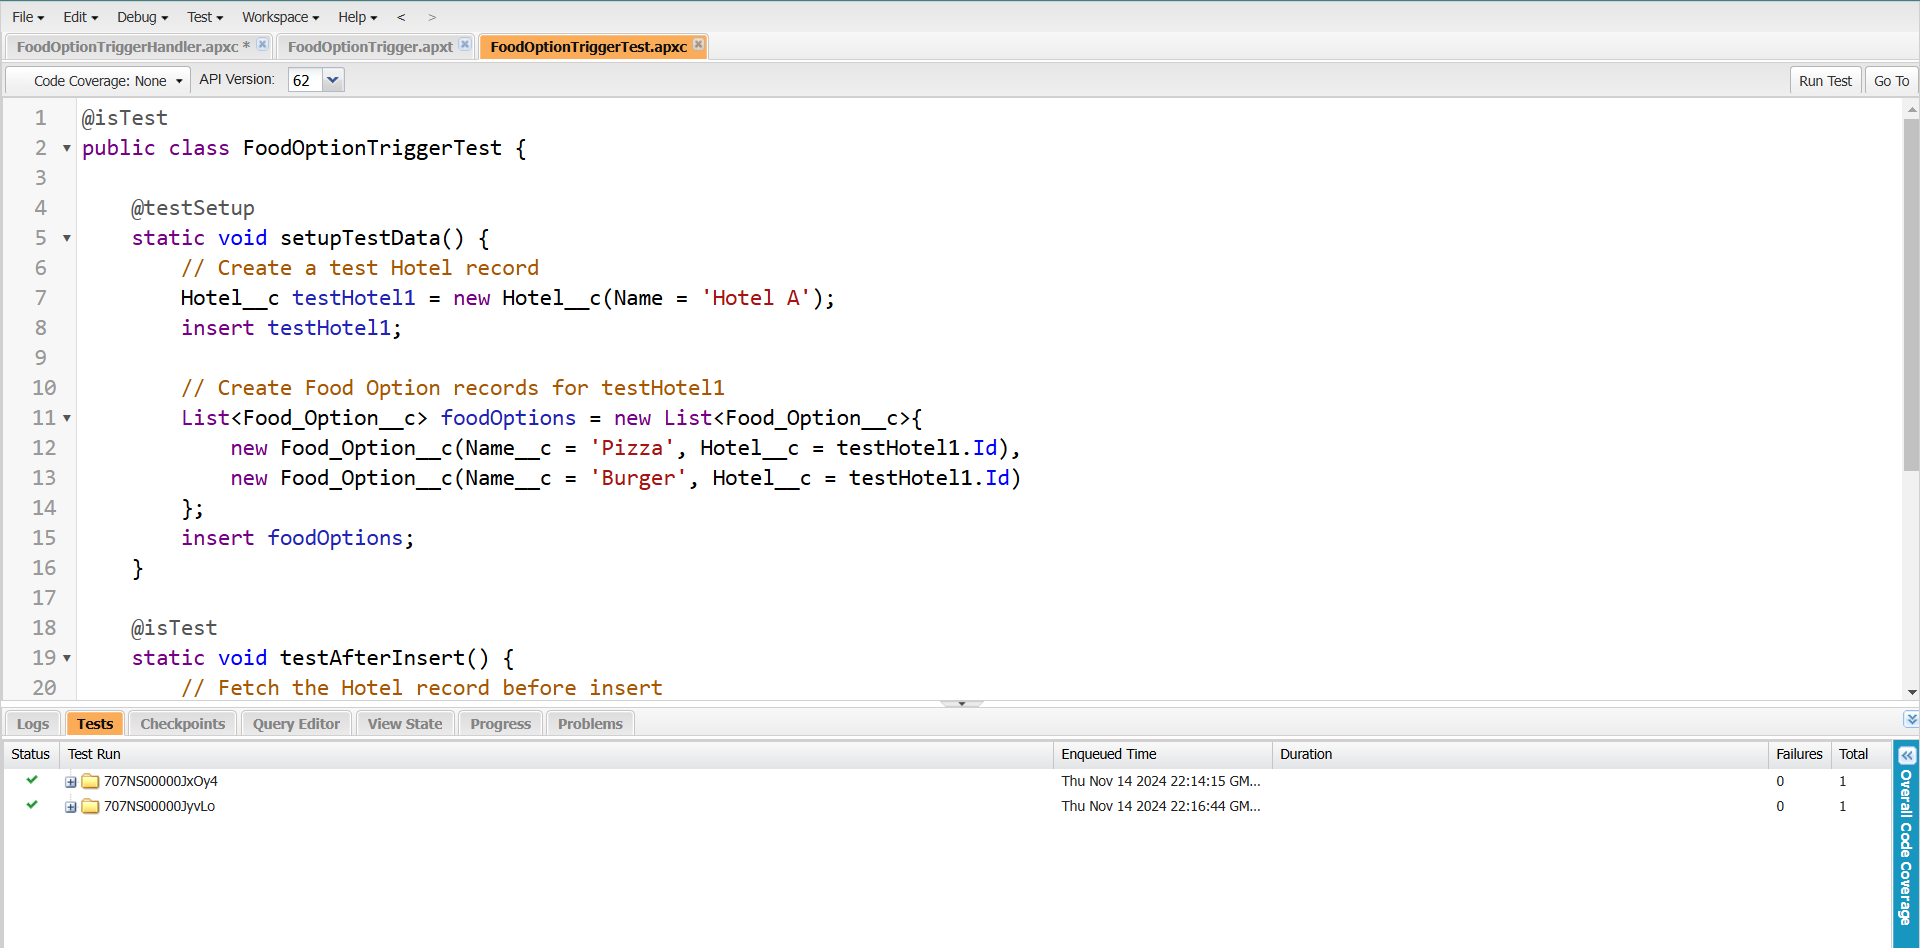 File Edit Debug Test Workspace Help < >
FoodOptionTriggerHandler.apxc * FoodOptionTrigger.apxt FoodOptionTriggerTest.apxc
Code Coverage: None API Version: 62 Run Test Go To
1 @isTest
2 public class FoodOptionTriggerTest {
3
4 @testSetup
5 static void setupTestData() {
6 // Create a test Hotel record
7 Hotel__c testHotel1 = new Hotel__c(Name = 'Hotel A');
8 insert testHotel1;
9
10 // Create Food Option records for testHotel1
11 List<Food_Option__c> foodOptions = new List<Food_Option__c>{
12 new Food_Option__c(Name__c = 'Pizza', Hotel__c = testHotel1.Id),
13 new Food_Option__c(Name__c = 'Burger', Hotel__c = testHotel1.Id)
14 };
15 insert foodOptions;
16 }
17
18 @isTest
19 static void testAfterInsert() {
20 // Fetch the Hotel record before insert
Logs Tests Checkpoints Query Editor View State Progress Problems
Status Test Run Enqueued Time Duration Failures Total
707NS00000JxOy4 Thu Nov 14 2024 22:14:15 GM... 0 1
707NS00000JyvLo Thu Nov 14 2024 22:16:44 GM... 0 1
Overall Code Coverage